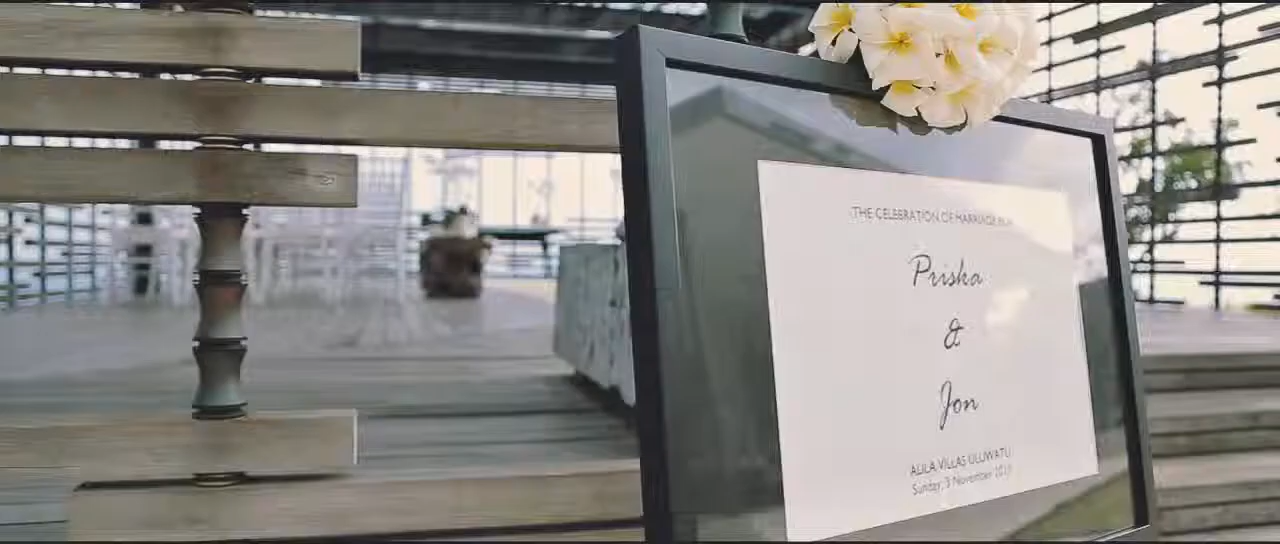 THE CELEBRATION OF MARRIAGE
Priska
&
Jon
ALILA VILLAS ULUWATU
Sunday, 3 November